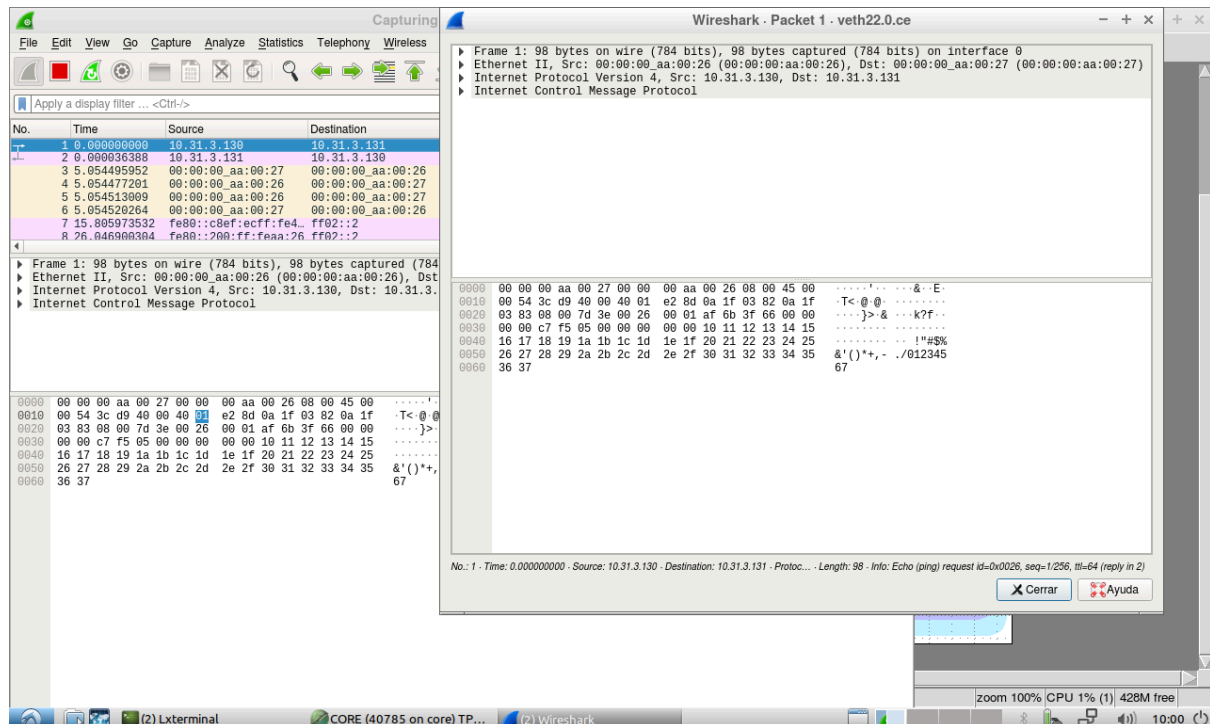 Capturing
File Edit View Go Capture Analyze Statistics Telephony Wireless
Apply a display filter ... <Ctrl-/>
No. Time Source Destination
1 0.000000000 10.31.3.130 10.31.3.131
2 0.000036388 10.31.3.131 10.31.3.130
3 5.054495952 00:00:00_aa:00:27 00:00:00_aa:00:26
4 5.054477201 00:00:00_aa:00:26 00:00:00_aa:00:27
5 5.054513009 00:00:00_aa:00:26 00:00:00_aa:00:27
6 5.054520264 00:00:00_aa:00:27 00:00:00_aa:00:26
7 15.805973532 fe80::c8ef:ecff:fe4… ff02::2
8 26.046900304 fe80::200:ff:feaa:26 ff02::2
Frame 1: 98 bytes on wire (784 bits), 98 bytes captured (784
Ethernet II, Src: 00:00:00_aa:00:26 (00:00:00:aa:00:26), Dst
Internet Protocol Version 4, Src: 10.31.3.130, Dst: 10.31.3.
Internet Control Message Protocol
0000 00 00 00 aa 00 27 00 00 00 aa 00 26 08 00 45 00 ·····'·
0010 00 54 3c d9 40 00 40 01 e2 8d 0a 1f 03 82 0a 1f ·T<·@·@
0020 03 83 08 00 7d 3e 00 26 00 01 af 6b 3f 66 00 00 ····}>·
0030 00 00 c7 f5 05 00 00 00 00 00 10 11 12 13 14 15 ·······
0040 16 17 18 19 1a 1b 1c 1d 1e 1f 20 21 22 23 24 25 ·······
0050 26 27 28 29 2a 2b 2c 2d 2e 2f 30 31 32 33 34 35 &'()*+,
0060 36 37 67
Wireshark · Packet 1 · veth22.0.ce
Frame 1: 98 bytes on wire (784 bits), 98 bytes captured (784 bits) on interface 0
Ethernet II, Src: 00:00:00_aa:00:26 (00:00:00:aa:00:26), Dst: 00:00:00_aa:00:27 (00:00:00:aa:00:27)
Internet Protocol Version 4, Src: 10.31.3.130, Dst: 10.31.3.131
Internet Control Message Protocol
0000 00 00 00 aa 00 27 00 00 00 aa 00 26 08 00 45 00 ·····'·· ···&··E·
0010 00 54 3c d9 40 00 40 01 e2 8d 0a 1f 03 82 0a 1f ·T<·@·@· ········
0020 03 83 08 00 7d 3e 00 26 00 01 af 6b 3f 66 00 00 ····}>·& ···k?f··
0030 00 00 c7 f5 05 00 00 00 00 00 10 11 12 13 14 15 ········ ········
0040 16 17 18 19 1a 1b 1c 1d 1e 1f 20 21 22 23 24 25 ········ ·· !"#$%
0050 26 27 28 29 2a 2b 2c 2d 2e 2f 30 31 32 33 34 35 &'()*+,- ./012345
0060 36 37 67
No.: 1 · Time: 0.000000000 · Source: 10.31.3.130 · Destination: 10.31.3.131 · Protoc… · Length: 98 · Info: Echo (ping) request id=0x0026, seq=1/256, ttl=64 (reply in 2)
Cerrar Ayuda
zoom 100% CPU 1% (1) 428M free
(2) Lxterminal CORE (40785 on core) TP... (2) Wireshark 10:00